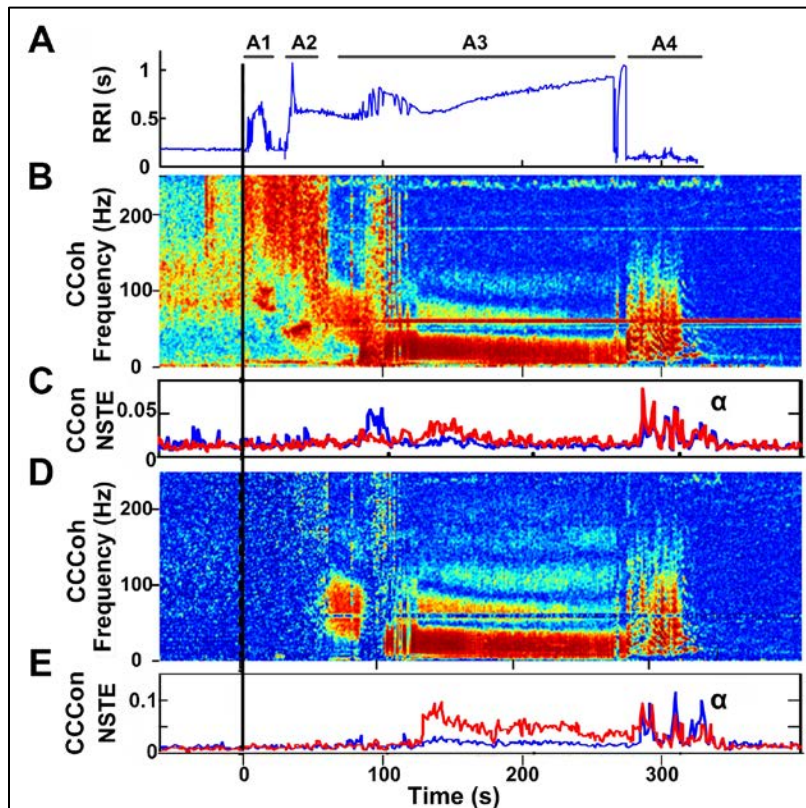 A
A1 A2 A3 A4
RRI (s)
1
0.5
0
B
CCoh
Frequency (Hz)
200
100
0
C
CCon
NSTE
0.05
0
α
D
CCCoh
Frequency (Hz)
200
100
0
E
CCCon
NSTE
0.1
0
α
0 100 200 300
Time (s)